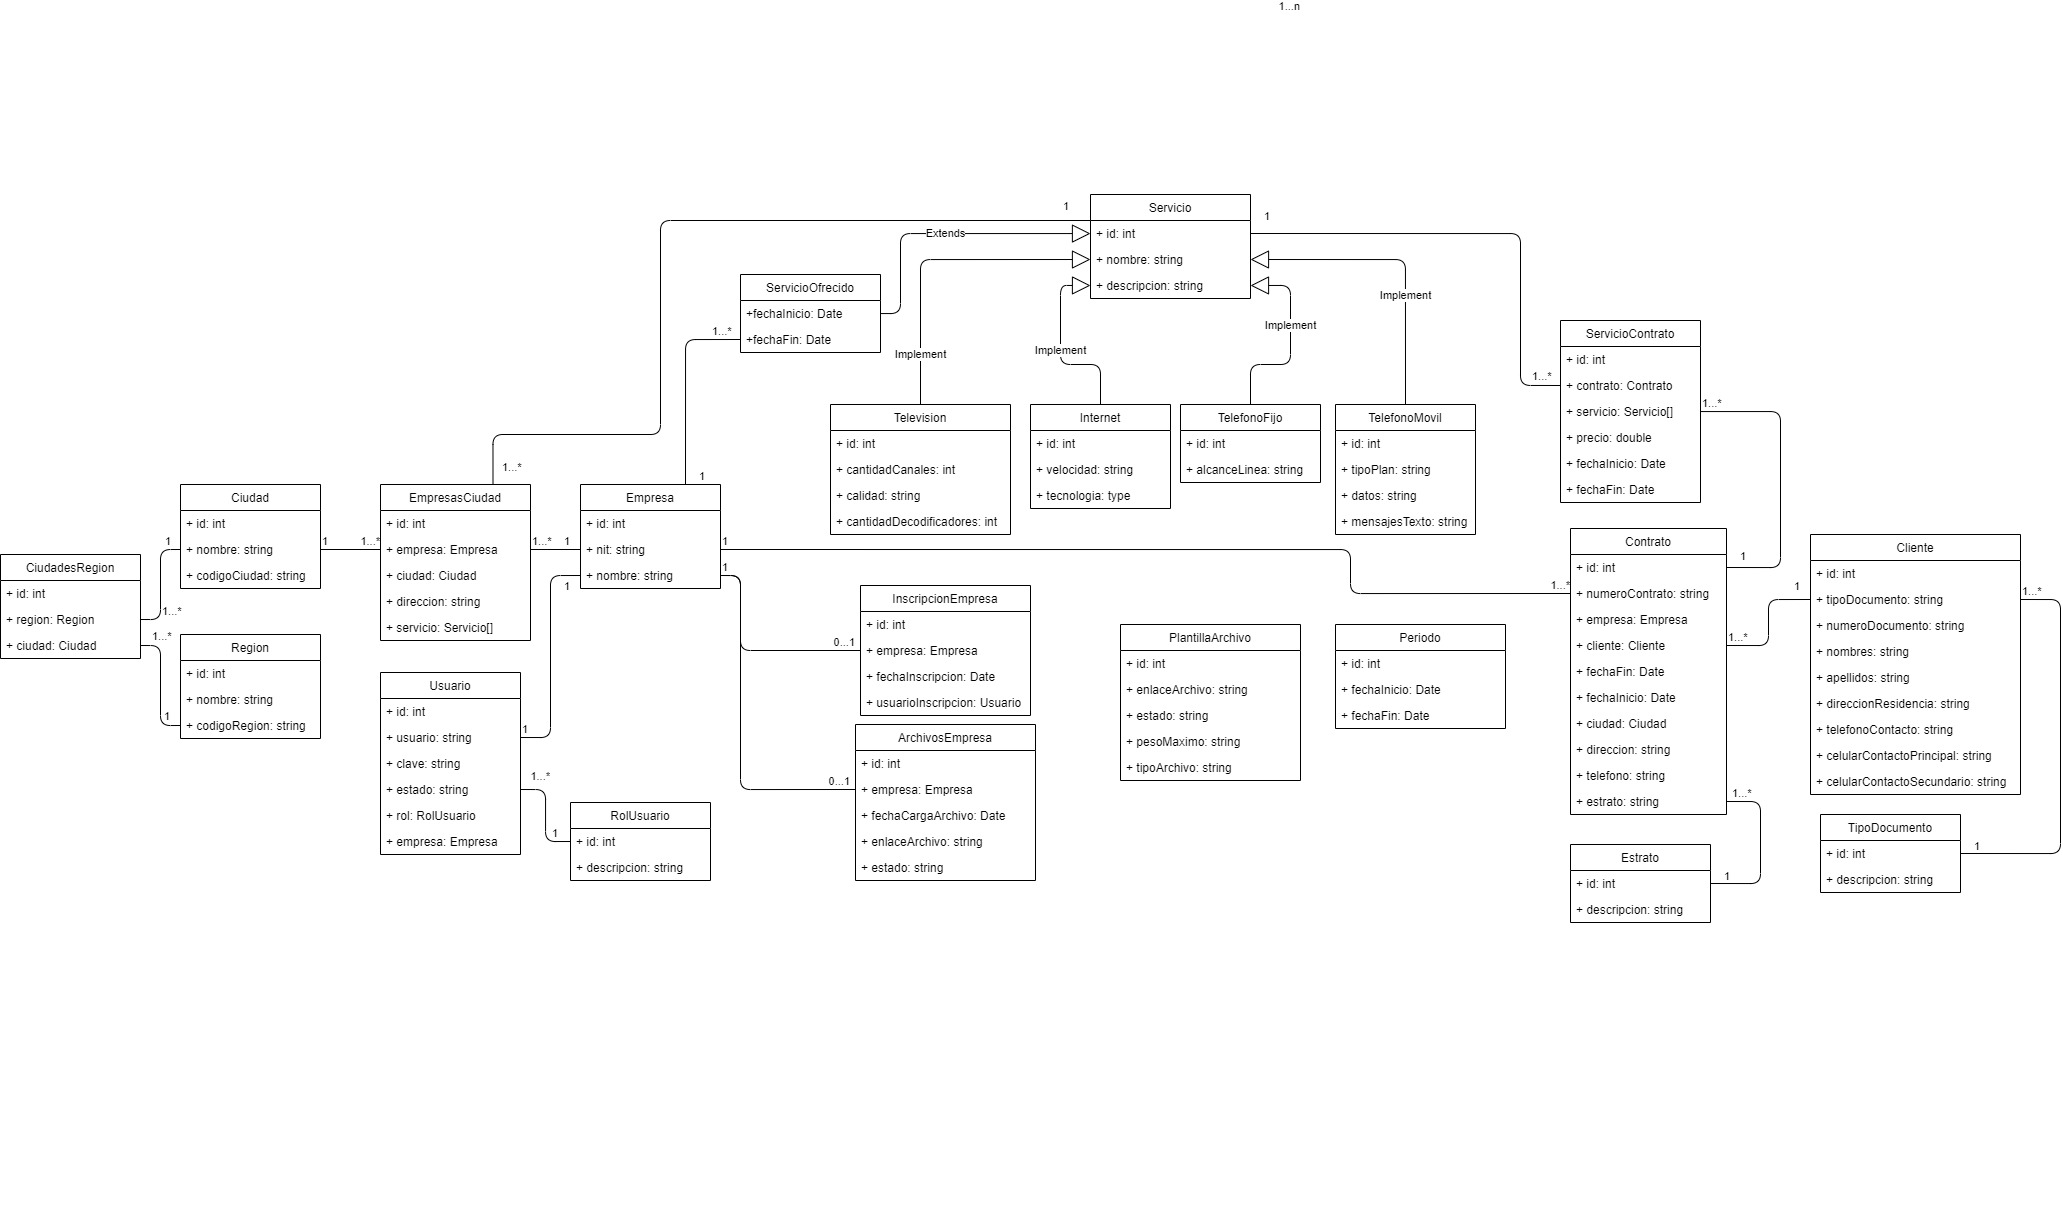 1...n
1
Servicio
+ id: int
+ nombre: string
+ descripcion: string
1
Extends
ServicioOfrecido
+fechaInicio: Date
+fechaFin: Date
1...*
Implement
Implement
Implement
Implement
Television
+ id: int
+ cantidadCanales: int
+ calidad: string
+ cantidadDecodificadores: int
Internet
+ id: int
+ velocidad: string
+ tecnologia: type
TelefonoFijo
+ id: int
+ alcanceLinea: string
TelefonoMovil
+ id: int
+ tipoPlan: string
+ datos: string
+ mensajesTexto: string
ServicioContrato
+ id: int
+ contrato: Contrato
+ servicio: Servicio[]
+ precio: double
+ fechaInicio: Date
+ fechaFin: Date
1...*
1...*
1...*
1
CiudadesRegion
+ id: int
+ region: Region
+ ciudad: Ciudad
1
1...*
1...*
1
Ciudad
+ id: int
+ nombre: string
+ codigoCiudad: string
1
1...*
Region
+ id: int
+ nombre: string
+ codigoRegion: string
EmpresasCiudad
+ id: int
+ empresa: Empresa
+ ciudad: Ciudad
+ direccion: string
+ servicio: Servicio[]
1...*
1
1
Empresa
+ id: int
+ nit: string
+ nombre: string
1
1
Usuario
+ id: int
+ usuario: string
+ clave: string
+ estado: string
+ rol: RolUsuario
+ empresa: Empresa
1
1...*
1
RolUsuario
+ id: int
+ descripcion: string
InscripcionEmpresa
+ id: int
+ empresa: Empresa
+ fechaInscripcion: Date
+ usuarioInscripcion: Usuario
0...1
ArchivosEmpresa
+ id: int
+ empresa: Empresa
+ fechaCargaArchivo: Date
+ enlaceArchivo: string
+ estado: string
0...1
PlantillaArchivo
+ id: int
+ enlaceArchivo: string
+ estado: string
+ pesoMaximo: string
+ tipoArchivo: string
Periodo
+ id: int
+ fechaInicio: Date
+ fechaFin: Date
1...*
Contrato
+ id: int
+ numeroContrato: string
+ empresa: Empresa
+ cliente: Cliente
+ fechaFin: Date
+ fechaInicio: Date
+ ciudad: Ciudad
+ direccion: string
+ telefono: string
+ estrato: string
1
1...*
1
1...*
1
Estrato
+ id: int
+ descripcion: string
Cliente
+ id: int
+ tipoDocumento: string
+ numeroDocumento: string
+ nombres: string
+ apellidos: string
+ direccionResidencia: string
+ telefonoContacto: string
+ celularContactoPrincipal: string
+ celularContactoSecundario: string
1...*
TipoDocumento
+ id: int
+ descripcion: string
1